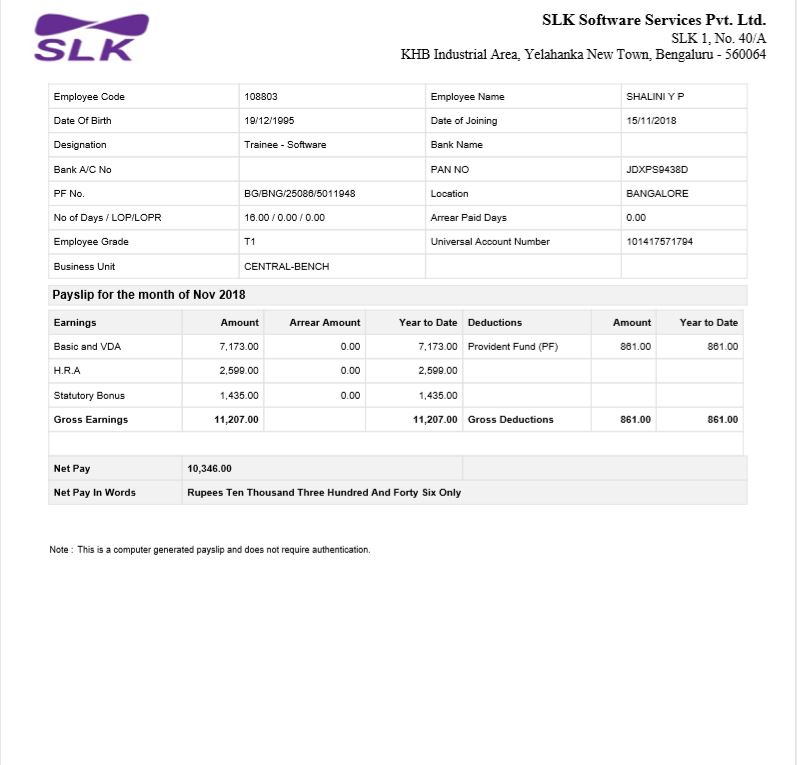 SLK
SLK Software Services Pvt. Ltd.
SLK 1, No. 40/A
KHB Industrial Area, Yelahanka New Town, Bengaluru - 560064
Employee Code 108803 Employee Name SHALINI Y P
Date Of Birth 19/12/1995 Date of Joining 15/11/2018
Designation Trainee - Software Bank Name
Bank A/C No PAN NO JDXPS9438D
PF No. BG/BNG/25086/5011948 Location BANGALORE
No of Days / LOP/LOPR 16.00 / 0.00 / 0.00 Arrear Paid Days 0.00
Employee Grade T1 Universal Account Number 101417571794
Business Unit CENTRAL-BENCH
Payslip for the month of Nov 2018
Earnings Amount Arrear Amount Year to Date Deductions Amount Year to Date
Basic and VDA 7,173.00 0.00 7,173.00 Provident Fund (PF) 861.00 861.00
H.R.A 2,599.00 0.00 2,599.00
Statutory Bonus 1,435.00 0.00 1,435.00
Gross Earnings 11,207.00 11,207.00 Gross Deductions 861.00 861.00
Net Pay 10,346.00
Net Pay In Words Rupees Ten Thousand Three Hundred And Forty Six Only
Note : This is a computer generated payslip and does not require authentication.